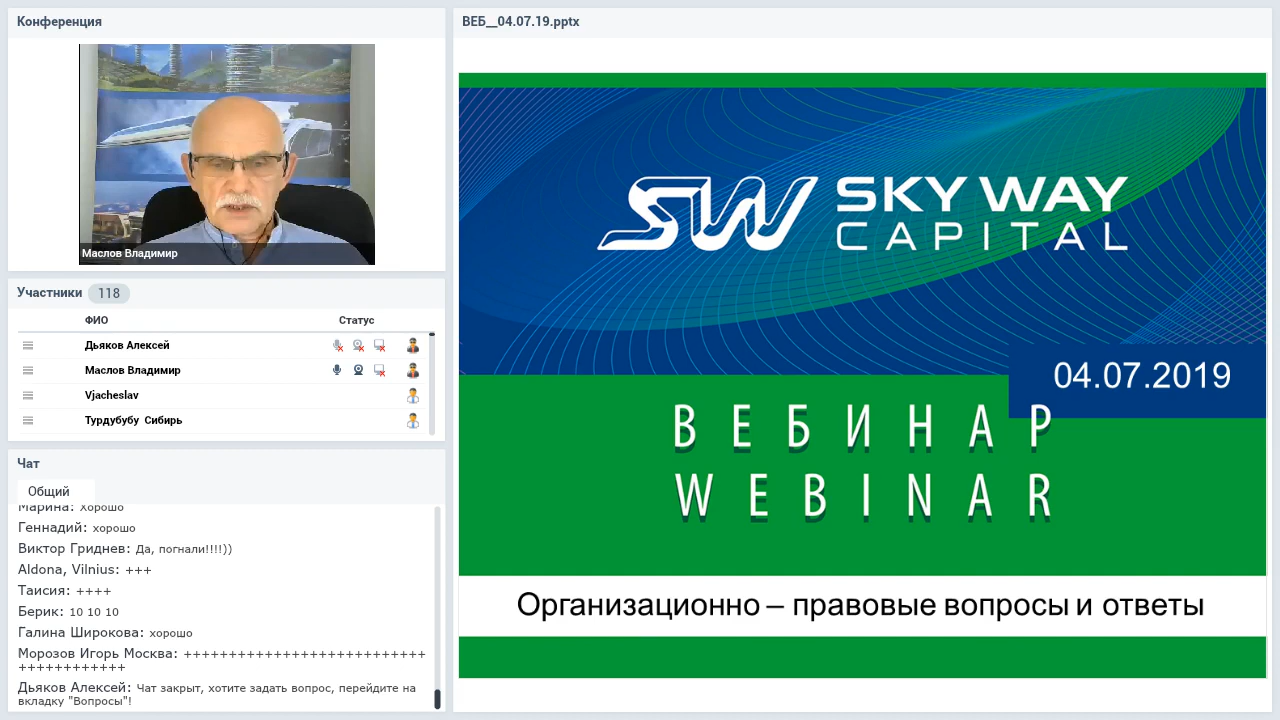 Конференция
Маслов Владимир
Участники 118
ФИО Статус
Дьяков Алексей
Маслов Владимир
Vjacheslav
Турдубубу Сибирь
Чат
Общий
Марина: хорошо
Геннадий: хорошо
Виктор Гриднев: Да, погнали!!!!))
Aldona, Vilnius: +++
Таисия: ++++
Берик: 10 10 10
Галина Широкова: хорошо
Морозов Игорь Москва: +++++++++++++++++++++++++++
++++++++++++
Дьяков Алексей: Чат закрыт, хотите задать вопрос, перейдите на
вкладку "Вопросы"!
ВЕБ__04.07.19.pptx
SW SKY WAY
CAPITAL
04.07.2019
ВЕБИНАР
WEBINAR
Организационно – правовые вопросы и ответы